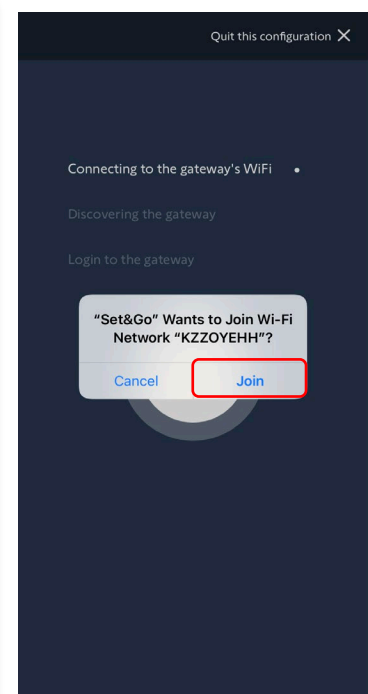 Quit this configuration ✕
Connecting to the gateway's WiFi
Discovering the gateway
Login to the gateway
“Set&Go” Wants to Join Wi-Fi
Network “KZZOYEHH”?
Cancel Join